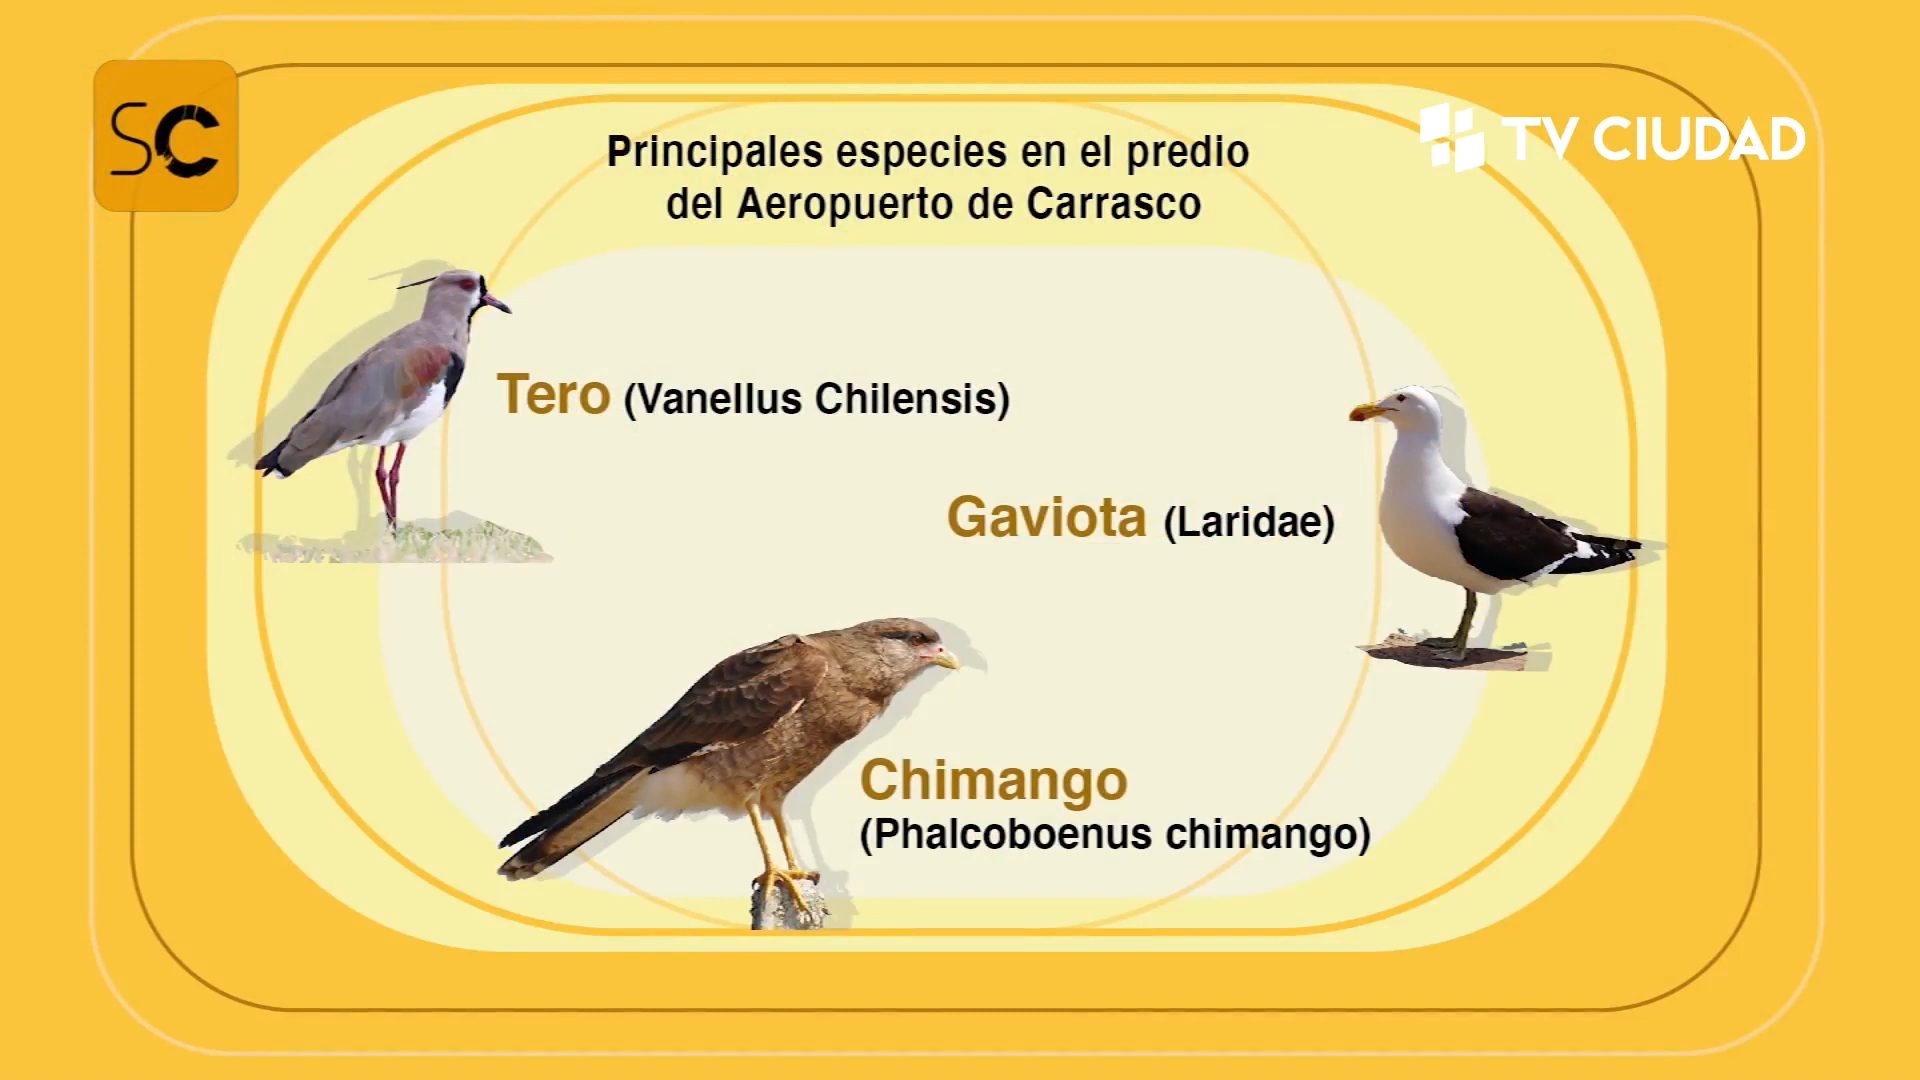 SC
TV CIUDAD
Principales especies en el predio
del Aeropuerto de Carrasco
Tero (Vanellus Chilensis)
Gaviota (Laridae)
Chimango
(Phalcoboenus chimango)